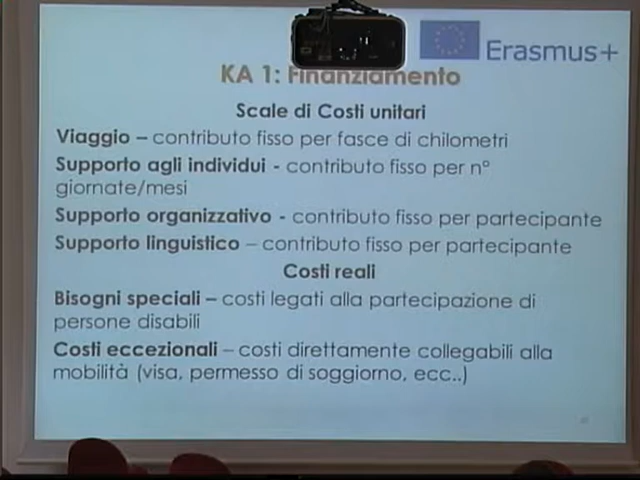 Erasmus+
KA 1: Finanziamento
Scale di Costi unitari
Viaggio – contributo fisso per fasce di chilometri
Supporto agli individui - contributo fisso per n°
giornate/mesi
Supporto organizzativo - contributo fisso per partecipante
Supporto linguistico – contributo fisso per partecipante
Costi reali
Bisogni speciali – costi legati alla partecipazione di
persone disabili
Costi eccezionali – costi direttamente collegabili alla
mobilità (visa, permesso di soggiorno, ecc..)